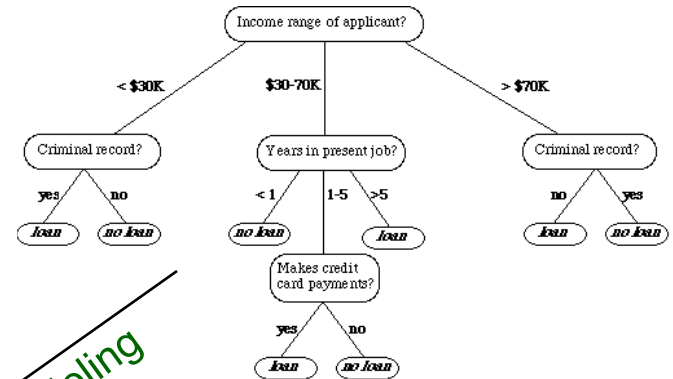 Income range of applicant?
< $30K
$30-70K
> $70K
Criminal record?
Years in present job?
Criminal record?
yes
no
< 1
1-5
>5
no
yes
loan
no loan
no loan
loan
loan
no loan
Makes credit
card payments?
yes
no
loan
no loan